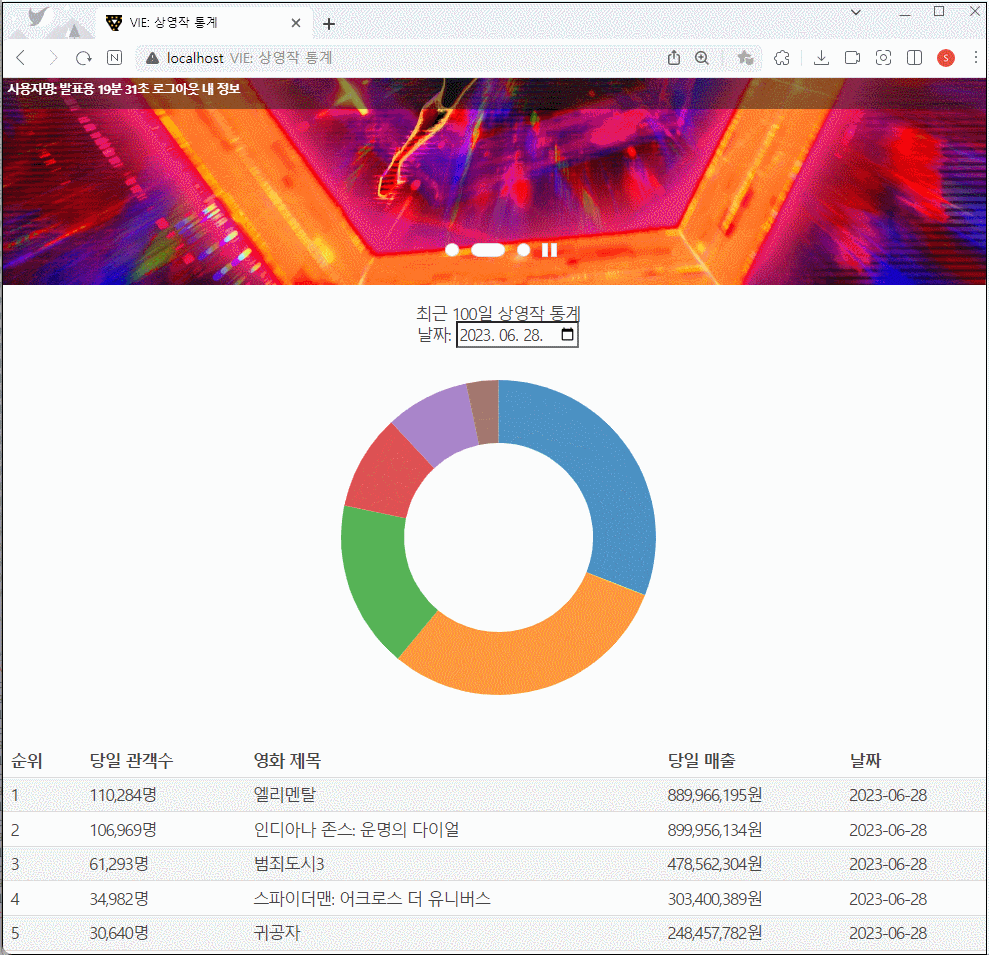 VIE: 상영작 통계
localhost VIE: 상영작 통계
S
사용자명: 발표용 19분 31초 로그아웃 내 정보
최근 100일 상영작 통계
날짜: 2023. 06. 28.
순위 당일 관객수 영화 제목 당일 매출 날짜
1 110,284명 엘리멘탈 889,966,195원 2023-06-28
2 106,969명 인디아나 존스: 운명의 다이얼 899,956,134원 2023-06-28
3 61,293명 범죄도시3 478,562,304원 2023-06-28
4 34,982명 스파이더맨: 어크로스 더 유니버스 303,400,389원 2023-06-28
5 30,640명 귀공자 248,457,782원 2023-06-28